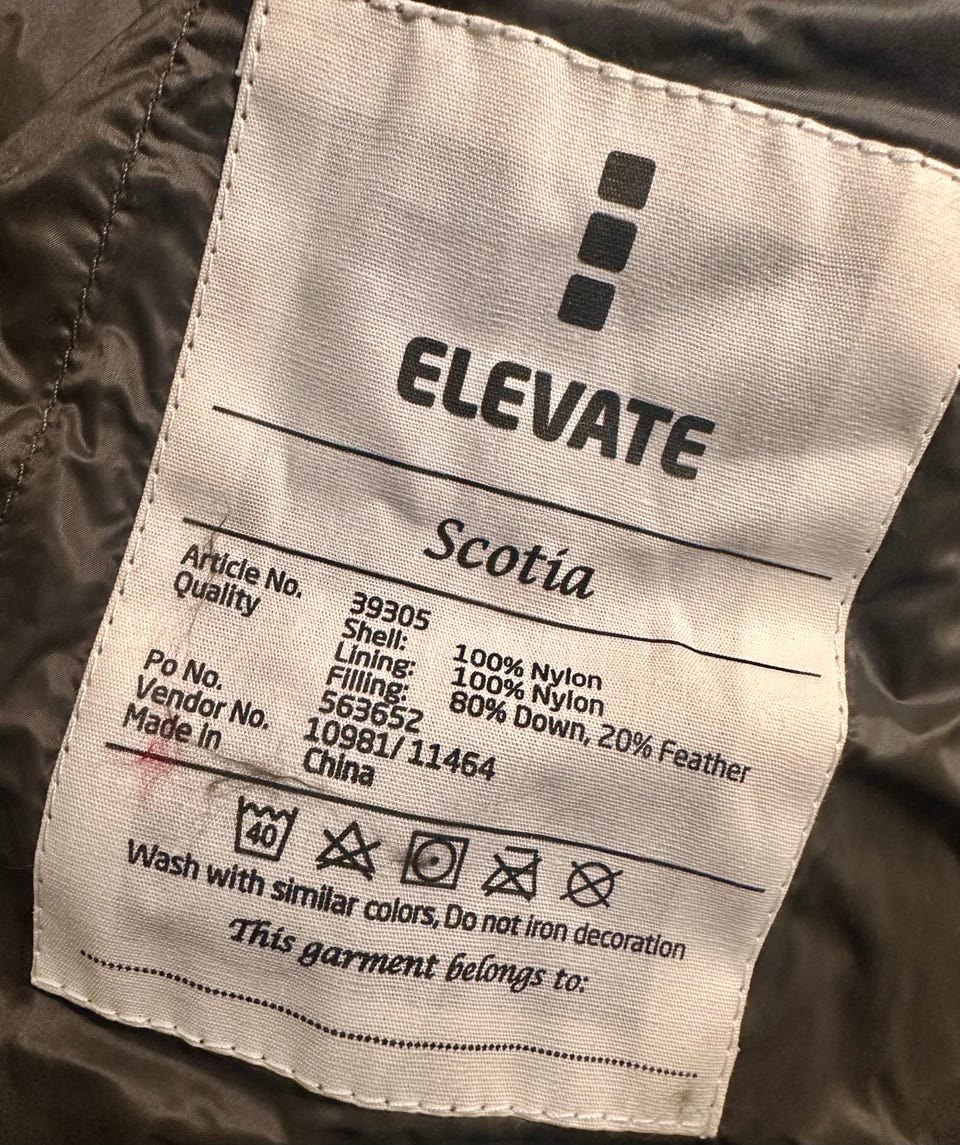 ELEVATE
Scotia
Article No. 39305
Quality Shell: 100% Nylon
Lining: 100% Nylon
Filling: 80% Down, 20% Feather
Po No. 563652
Vendor No. 10981/11464
Made in China
40
Wash with similar colors, Do not iron decoration
This garment belongs to: